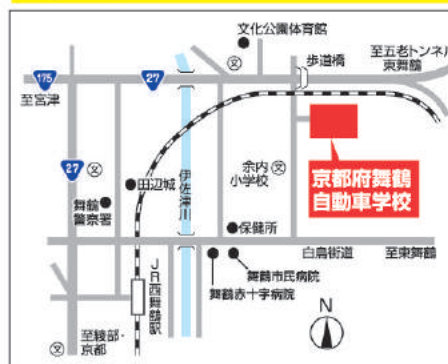 文化公園体育館
文
歩道橋
至五老トンネル
東舞鶴
175
27
至宮津
27
文
田辺城
舞鶴
警察署
伊佐津川
余内
小学校
文
京都府舞鶴
自動車学校
保健所
白鳥街道
至東舞鶴
舞鶴市民病院
舞鶴赤十字病院
JR西舞鶴駅
至綾部・
京都
文
N